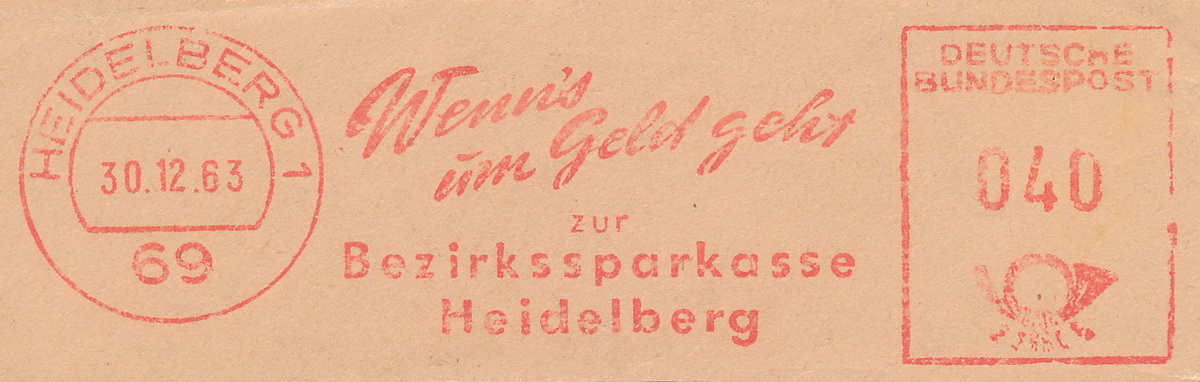 HEIDELBERG 1
30.12.63
69
Wenn's
um Geld geht
zur
Bezirkssparkasse
Heidelberg
DEUTSCHE
BUNDESPOST
040